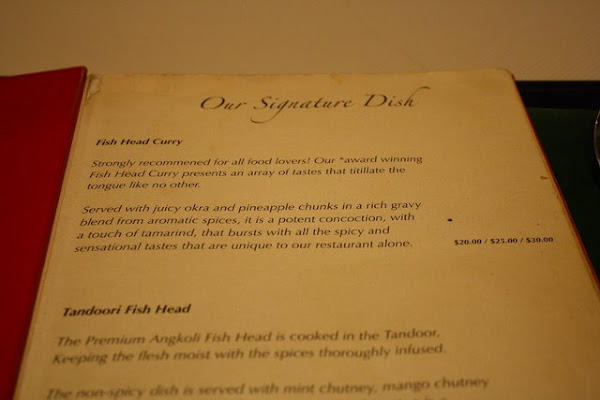 Our Signature Dish
Fish Head Curry
Strongly recommened for all food lovers! Our *award winning
Fish Head Curry presents an array of tastes that titillate the
tongue like no other.
Served with juicy okra and pineapple chunks in a rich gravy
blend from aromatic spices, it is a potent concoction, with
a touch of tamarind, that bursts with all the spicy and
sensational tastes that are unique to our restaurant alone.
$20.00 / $25.00 / $30.00
Tandoori Fish Head
The Premium Angkoli Fish Head is cooked in the Tandoor,
Keeping the flesh moist with the spices thoroughly infused.
The non-spicy dish is served with mint chutney, mango chutney